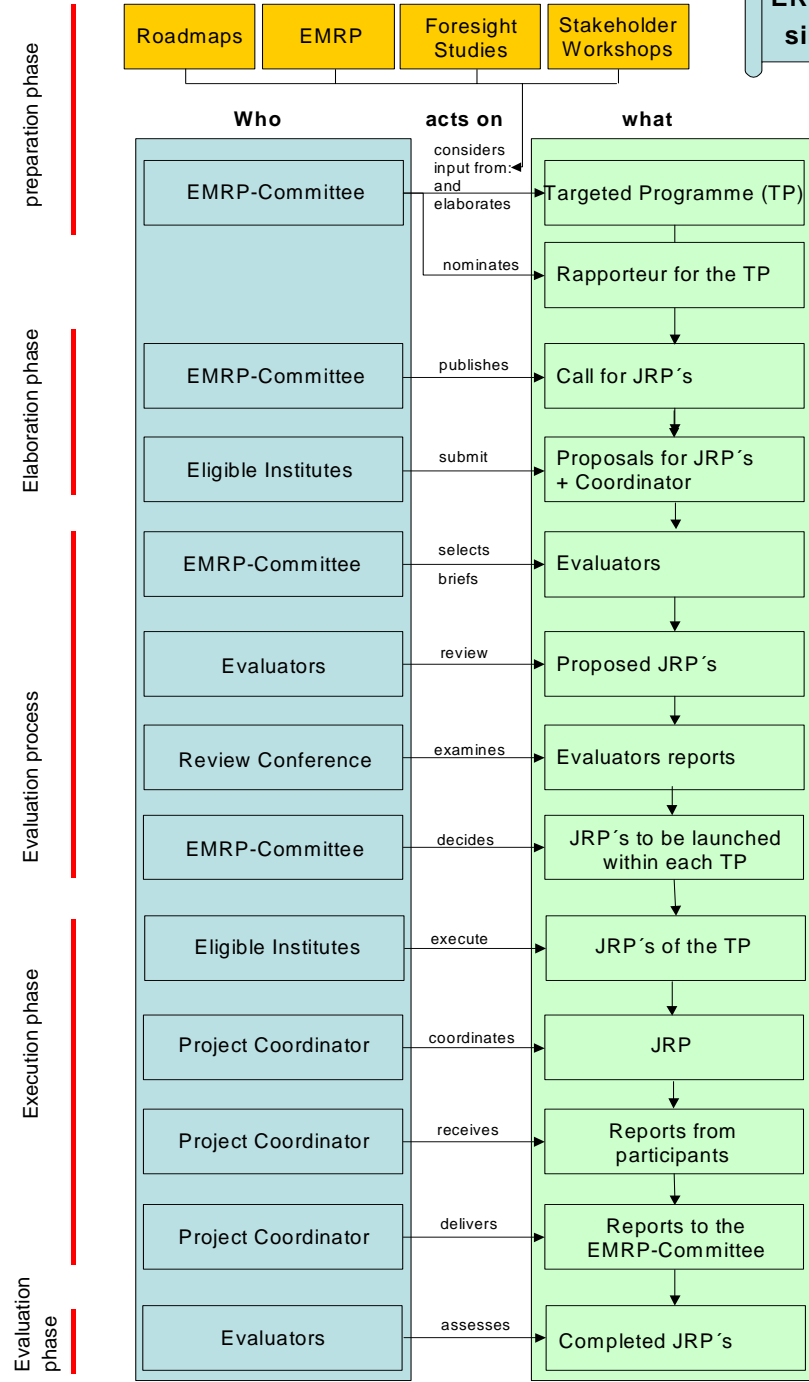 ER
si
Roadmaps
EMRP
Foresight
Studies
Stakeholder
Workshops
preparation phase
Who
acts on
what
considers
input from:
and
elaborates
EMRP-Committee
Targeted Programme (TP)
nominates
Rapporteur for the TP
Elaboration phase
EMRP-Committee
publishes
Call for JRP´s
Eligible Institutes
submit
Proposals for JRP´s
+ Coordinator
Evaluation process
EMRP-Committee
selects
briefs
Evaluators
Evaluators
review
Proposed JRP´s
Review Conference
examines
Evaluators reports
EMRP-Committee
decides
JRP´s to be launched
within each TP
Execution phase
Eligible Institutes
execute
JRP´s of the TP
Project Coordinator
coordinates
JRP
Project Coordinator
receives
Reports from
participants
Project Coordinator
delivers
Reports to the
EMRP-Committee
Evaluation
phase
Evaluators
assesses
Completed JRP´s